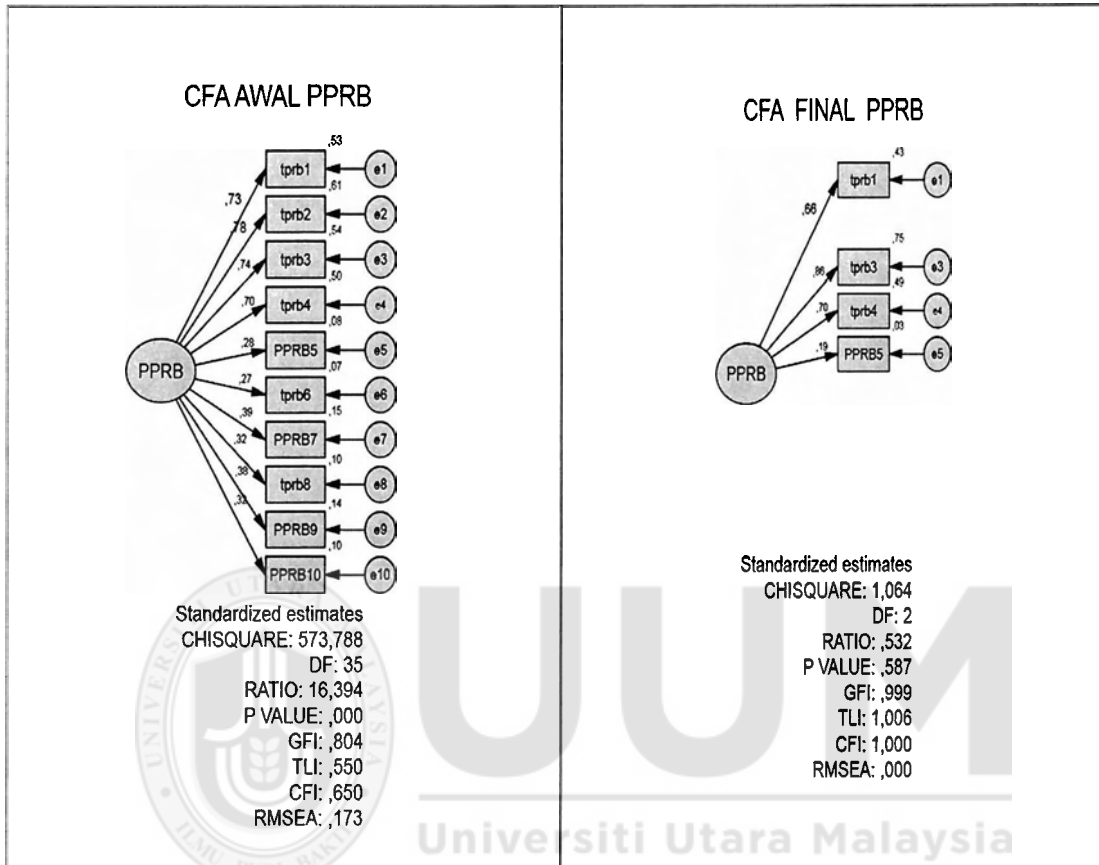 CFA AWAL PPRB
,53
tprb1
e1
,73
,61
tprb2
e2
,78
,54
tprb3
e3
,74
,50
tprb4
e4
,70
,08
PPRB5
e5
,28
,07
PPRB
tprb6
e6
,27
,15
PPRB7
e7
,39
,10
tprb8
e8
,32
,14
PPRB9
e9
,38
,10
PPRB10
e10
,32
Standardized estimates
CHISQUARE: 573,788
DF: 35
RATIO: 16,394
P VALUE: ,000
GFI: ,804
TLI: ,550
CFI: ,650
RMSEA: ,173
CFA FINAL PPRB
,43
tprb1
e1
,66
,75
tprb3
e3
,86
,49
tprb4
e4
,70
,03
PPRB5
e5
,19
PPRB
Standardized estimates
CHISQUARE: 1,064
DF: 2
RATIO: ,532
P VALUE: ,587
GFI: ,999
TLI: 1,006
CFI: 1,000
RMSEA: ,000
UUM
Universiti Utara Malaysia